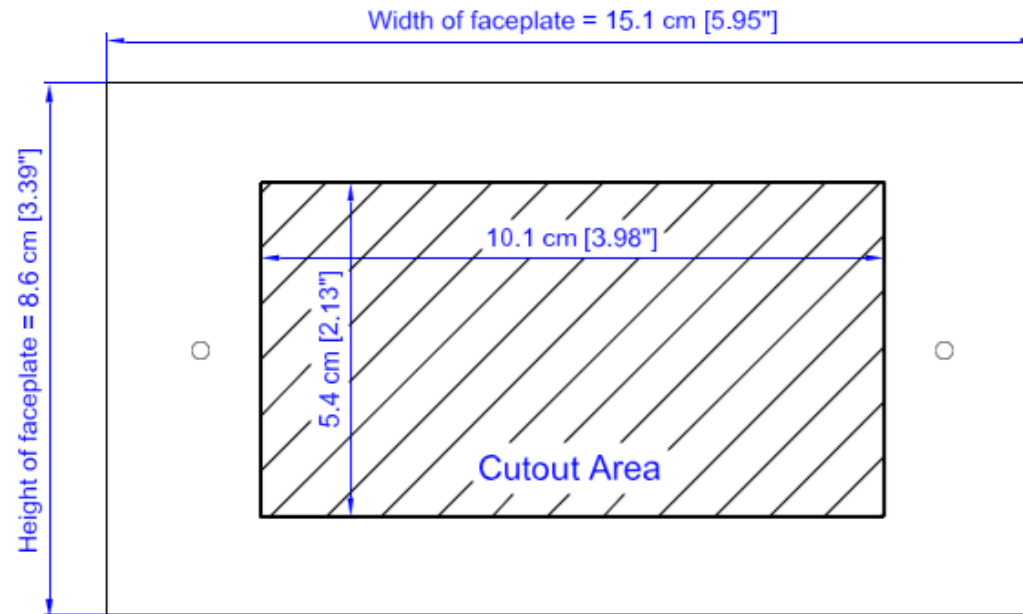 Width of faceplate = 15.1 cm [5.95"]
Height of faceplate = 8.6 cm [3.39"]
10.1 cm [3.98"]
5.4 cm [2.13"]
Cutout Area